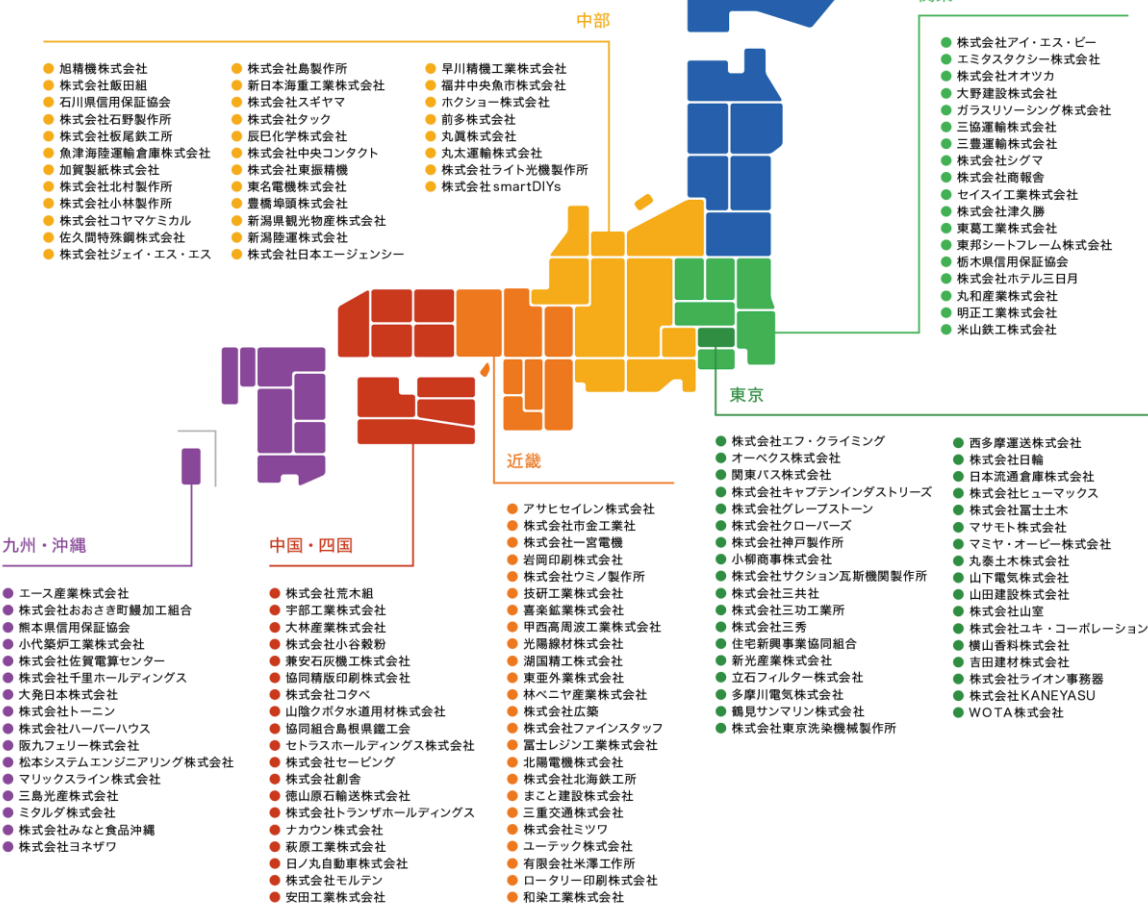 中部
旭精機株式会社
株式会社飯田組
石川県信用保証協会
株式会社石野製作所
株式会社板尾鉄工所
魚津海陸運輸倉庫株式会社
加賀製紙株式会社
株式会社北村製作所
株式会社小林製作所
株式会社コヤマケミカル
佐久間特殊鋼株式会社
株式会社ジェイ・エス・エス
株式会社島製作所
新日本海重工業株式会社
株式会社スギヤマ
株式会社タック
辰巳化学株式会社
株式会社中央コンタクト
株式会社東振精機
東名電機株式会社
豊橋埠頭株式会社
新潟県観光物産株式会社
新潟陸運株式会社
株式会社日本エージェンシー
早川精機工業株式会社
福井中央魚市株式会社
ホクショー株式会社
前多株式会社
丸眞株式会社
丸太運輸株式会社
株式会社ライト光機製作所
株式会社smartDIYs
株式会社アイ・エス・ビー
エミタスタクシー株式会社
株式会社オオツカ
大野建設株式会社
ガラスリソーシング株式会社
三協運輸株式会社
三豊運輸株式会社
株式会社シグマ
株式会社商報舎
セイスイ工業株式会社
株式会社津久勝
東葛工業株式会社
東邦シートフレーム株式会社
栃木県信用保証協会
株式会社ホテル三日月
丸和産業株式会社
明正工業株式会社
米山鉄工株式会社
東京
株式会社エフ・クライミング
オーベクス株式会社
関東バス株式会社
株式会社キャプテンインダストリーズ
株式会社グレープストーン
株式会社クローバーズ
株式会社神戸製作所
小柳商事株式会社
株式会社サクション瓦斯機関製作所
株式会社三共社
株式会社三功工業所
株式会社三秀
住宅新興事業協同組合
新光産業株式会社
立石フィルター株式会社
多摩川電気株式会社
鶴見サンマリン株式会社
株式会社東京洗染機械製作所
西多摩運送株式会社
株式会社日輪
日本流通倉庫株式会社
株式会社ヒューマックス
株式会社冨士土木
マサモト株式会社
マミヤ・オーピー株式会社
丸泰土木株式会社
山下電気株式会社
山田建設株式会社
株式会社山室
株式会社ユキ・コーポレーション
横山香料株式会社
吉田建材株式会社
株式会社ライオン事務器
株式会社KANEYASU
WOTA株式会社
近畿
アサヒセイレン株式会社
株式会社市金工業社
株式会社一宮電機
岩岡印刷株式会社
株式会社ウミノ製作所
技研工業株式会社
喜楽鉱業株式会社
甲西高周波工業株式会社
光陽線材株式会社
湖国精工株式会社
東亜外業株式会社
林ベニヤ産業株式会社
株式会社広築
株式会社ファインスタッフ
冨士レジン工業株式会社
北陽電機株式会社
株式会社北海鉄工所
まこと建設株式会社
三重交通株式会社
株式会社ミツワ
ユーテック株式会社
有限会社米澤工作所
ロータリー印刷株式会社
和染工業株式会社
中国・四国
株式会社荒木組
宇部工業株式会社
大林産業株式会社
株式会社小谷穀粉
兼安石灰機工株式会社
協同精版印刷株式会社
株式会社コタベ
山陰クボタ水道用材株式会社
協同組合島根県鐵工会
セトラスホールディングス株式会社
株式会社セービング
株式会社創舎
徳山原石輸送株式会社
株式会社トランザホールディングス
ナカウン株式会社
萩原工業株式会社
日ノ丸自動車株式会社
株式会社モルテン
安田工業株式会社
九州・沖縄
エース産業株式会社
株式会社おおさき町鰻加工組合
熊本県信用保証協会
小代築炉工業株式会社
株式会社佐賀電算センター
株式会社千里ホールディングス
大発日本株式会社
株式会社トーニン
株式会社ハーバーハウス
阪九フェリー株式会社
松本システムエンジニアリング株式会社
マリックスライン株式会社
三島光産株式会社
ミタルダ株式会社
株式会社みなと食品沖縄
株式会社ヨネザワ